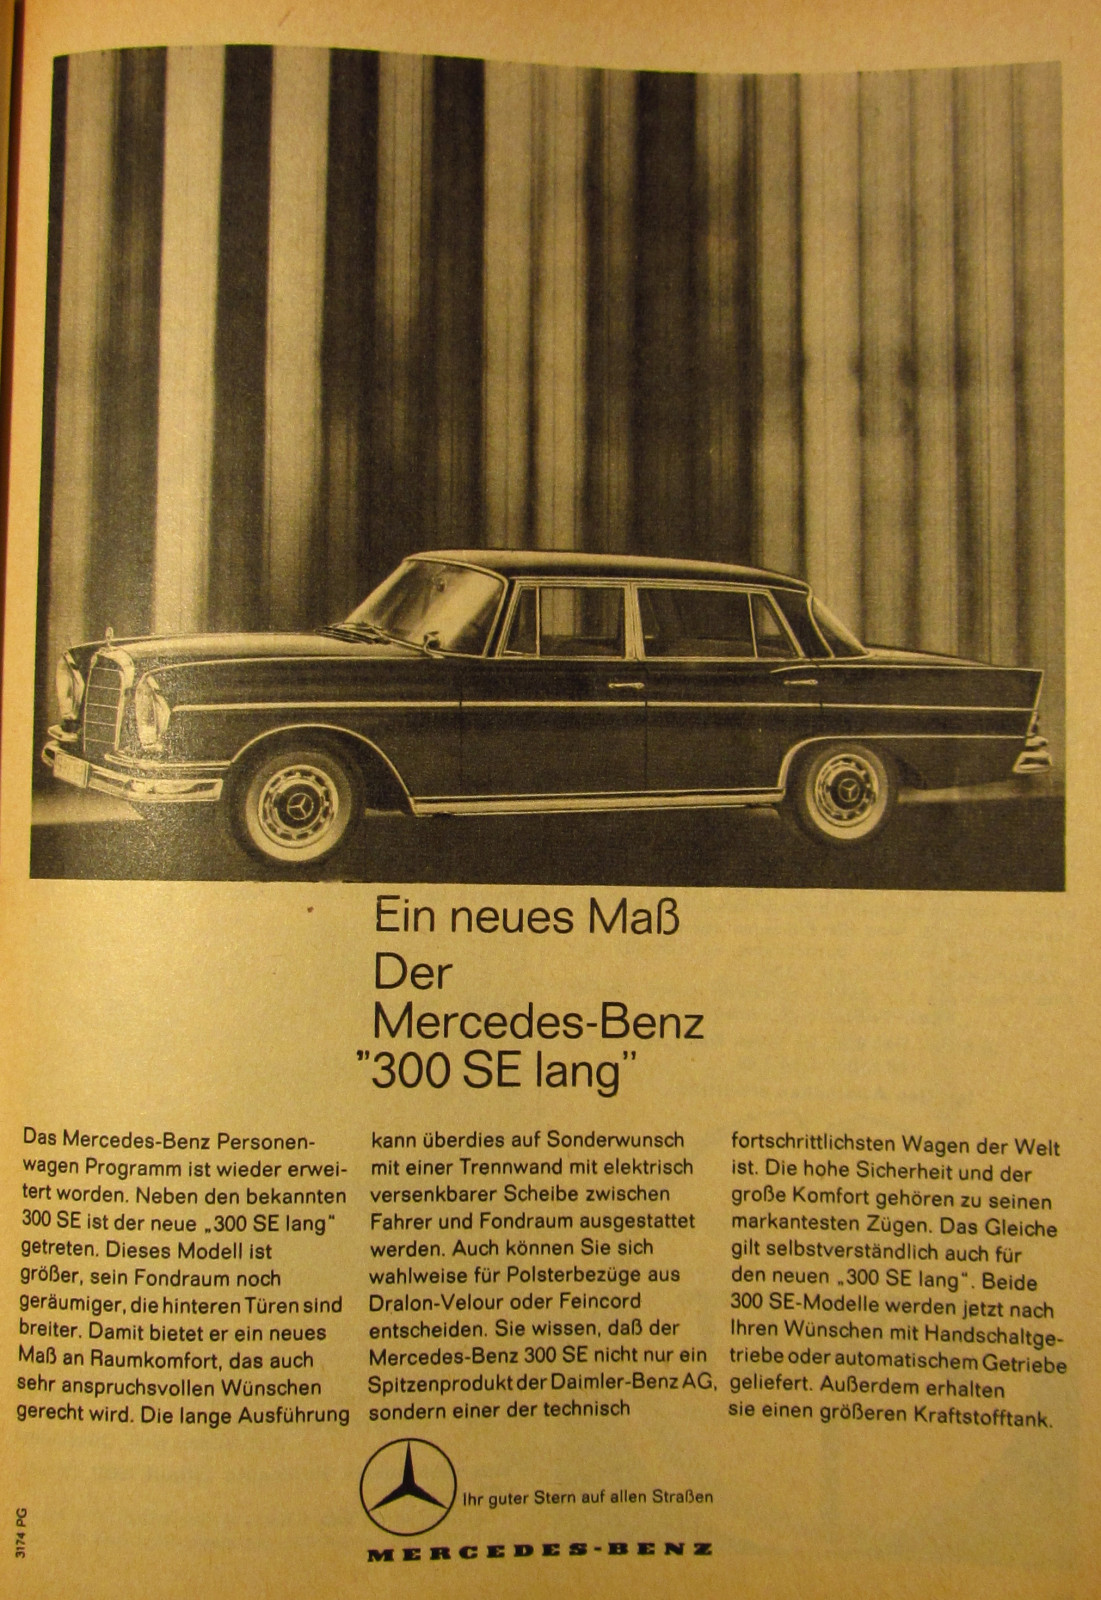 Ein neues Maß
Der
Mercedes-Benz
"300 SE lang"
Das Mercedes-Benz Personen-
wagen Programm ist wieder erwei-
tert worden. Neben den bekannten
300 SE ist der neue „300 SE lang"
getreten. Dieses Modell ist
größer, sein Fondraum noch
geräumiger, die hinteren Türen sind
breiter. Damit bietet er ein neues
Maß an Raumkomfort, das auch
sehr anspruchsvollen Wünschen
gerecht wird. Die lange Ausführung
kann überdies auf Sonderwunsch
mit einer Trennwand mit elektrisch
versenkbarer Scheibe zwischen
Fahrer und Fondraum ausgestattet
werden. Auch können Sie sich
wahlweise für Polsterbezüge aus
Dralon-Velour oder Feincord
entscheiden. Sie wissen, daß der
Mercedes-Benz 300 SE nicht nur ein
Spitzenprodukt der Daimler-Benz AG,
sondern einer der technisch
fortschrittlichsten Wagen der Welt
ist. Die hohe Sicherheit und der
große Komfort gehören zu seinen
markantesten Zügen. Das Gleiche
gilt selbstverständlich auch für
den neuen „300 SE lang". Beide
300 SE-Modelle werden jetzt nach
Ihren Wünschen mit Handschaltge-
triebe oder automatischem Getriebe
geliefert. Außerdem erhalten
sie einen größeren Kraftstofftank.
Ihr guter Stern auf allen Straßen
MERCEDES-BENZ
3174 PG